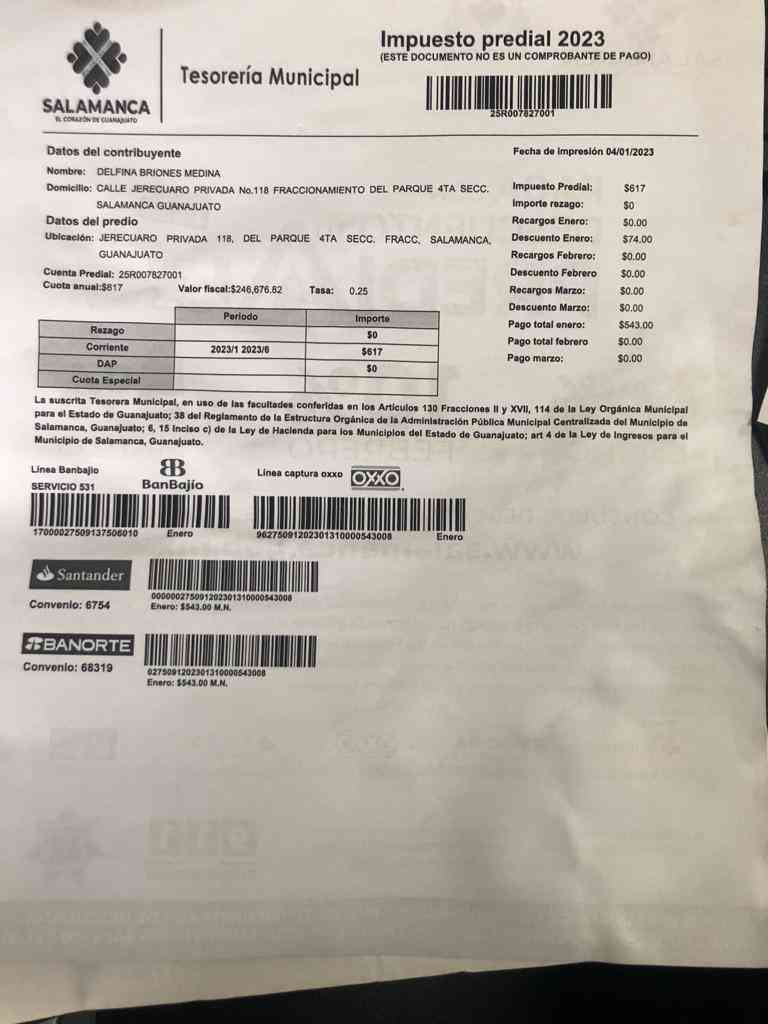 Impuesto predial 2023
(ESTE DOCUMENTO NO ES UN COMPROBANTE DE PAGO)
SALAMANCA
EL CORAZÓN DE GUANAJUATO
Tesorería Municipal
25R007827001
Datos del contribuyente
Fecha de impresión 04/01/2023
Nombre: DELFINA BRIONES MEDINA
Domicilio: CALLE JERECUARO PRIVADA No.118 FRACCIONAMIENTO DEL PARQUE 4TA SECC.
SALAMANCA GUANAJUATO
Datos del predio
Ubicación: JERECUARO PRIVADA 118, DEL PARQUE 4TA SECC. FRACC, SALAMANCA,
GUANAJUATO
Cuenta Predial: 25R007827001
Cuota anual:$617 Valor fiscal:$246,676.62 Tasa: 0.25
Impuesto Predial: $617
Importe rezago: $0
Recargos Enero: $0.00
Descuento Enero: $74.00
Recargos Febrero: $0.00
Descuento Febrero $0.00
Recargos Marzo: $0.00
Descuento Marzo: $0.00
Pago total enero: $543.00
Pago total febrero $0.00
Pago marzo: $0.00
Periodo Importe
Rezago $0
Corriente 2023/1 2023/6 $617
DAP $0
Cuota Especial
La suscrita Tesorera Municipal, en uso de las facultades conferidas en los Artículos 130 Fracciones II y XVII, 114 de la Ley Orgánica Municipal
para el Estado de Guanajuato; 38 del Reglamento de la Estructura Orgánica de la Administración Pública Municipal Centralizada del Municipio de
Salamanca, Guanajuato; 6, 15 inciso c) de la Ley de Hacienda para los Municipios del Estado de Guanajuato; art 4 de la Ley de Ingresos para el
Municipio de Salamanca, Guanajuato.
Línea Banbajío
SERVICIO 531
BanBajío
Línea captura oxxo OXXO
17000027509137506010 Enero
96275091202301310000543008 Enero
Santander
Convenio: 6754
000000275091202301310000543008
Enero: $543.00 M.N.
BANORTE
Convenio: 68319
0275091202301310000543008
Enero: $543.00 M.N.